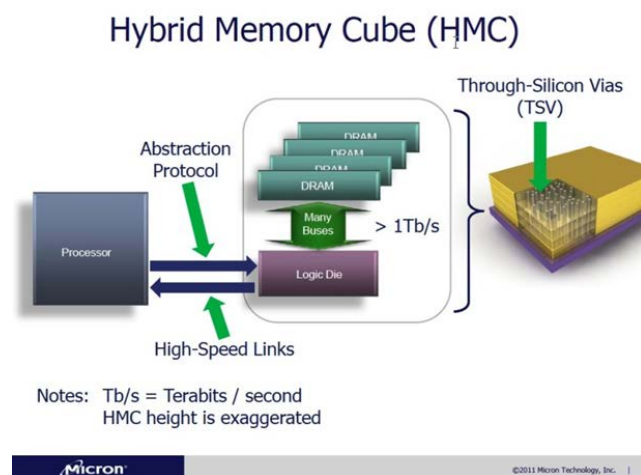 Hybrid Memory Cube (HMC)
Through-Silicon Vias
(TSV)
Abstraction
Protocol
DRAM
DRAM
DRAM
DRAM
Many
Buses
> 1Tb/s
Processor
Logic Die
High-Speed Links
Notes: Tb/s = Terabits / second
HMC height is exaggerated
Micron
©2011 Micron Technology, Inc. |